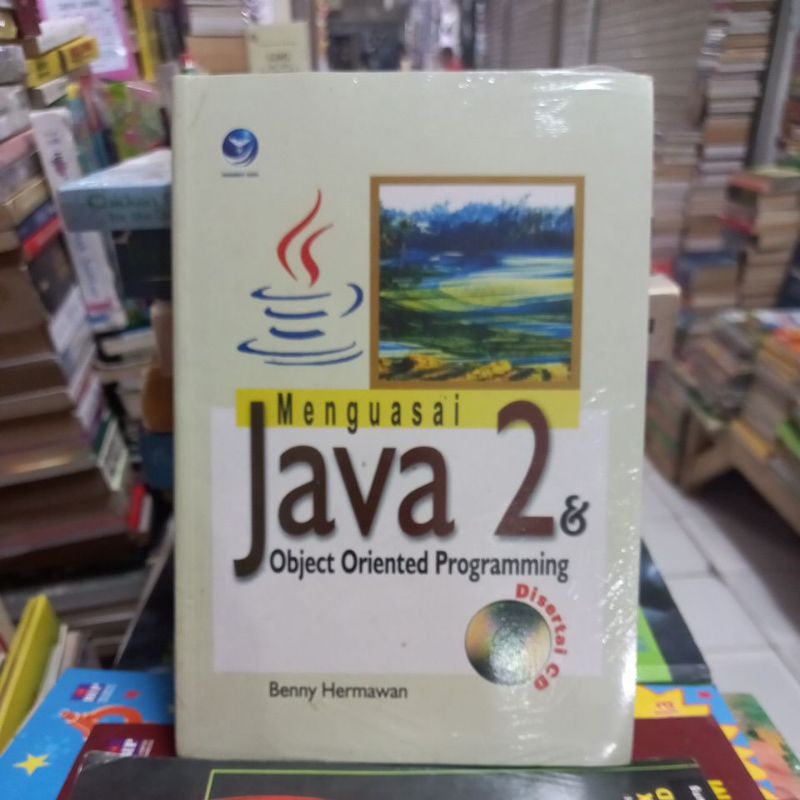 Menguasai
Java 2 &
Object Oriented Programming
Disertai CD
Benny Hermawan